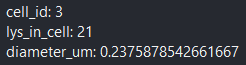 cell_id: 3
lys_in_cell: 21
diameter_um: 0.2375878542661667